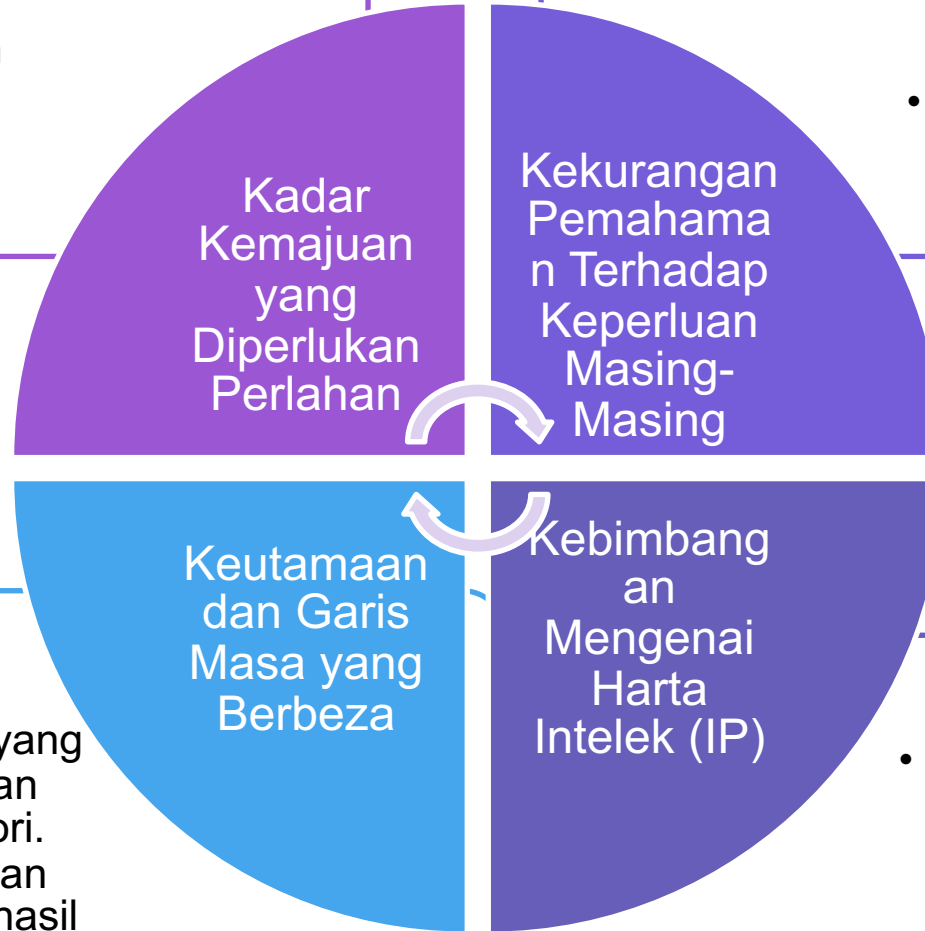 Kadar
Kemajuan
yang
Diperlukan
Perlahan
Kekurangan
Pemahama
n Terhadap
Keperluan
Masing-
Masing
Keutamaan
dan Garis
Masa yang
Berbeza
Kebimbang
an
Mengenai
Harta
Intelek (IP)
yang
an
ori.
an
hasil
•
•